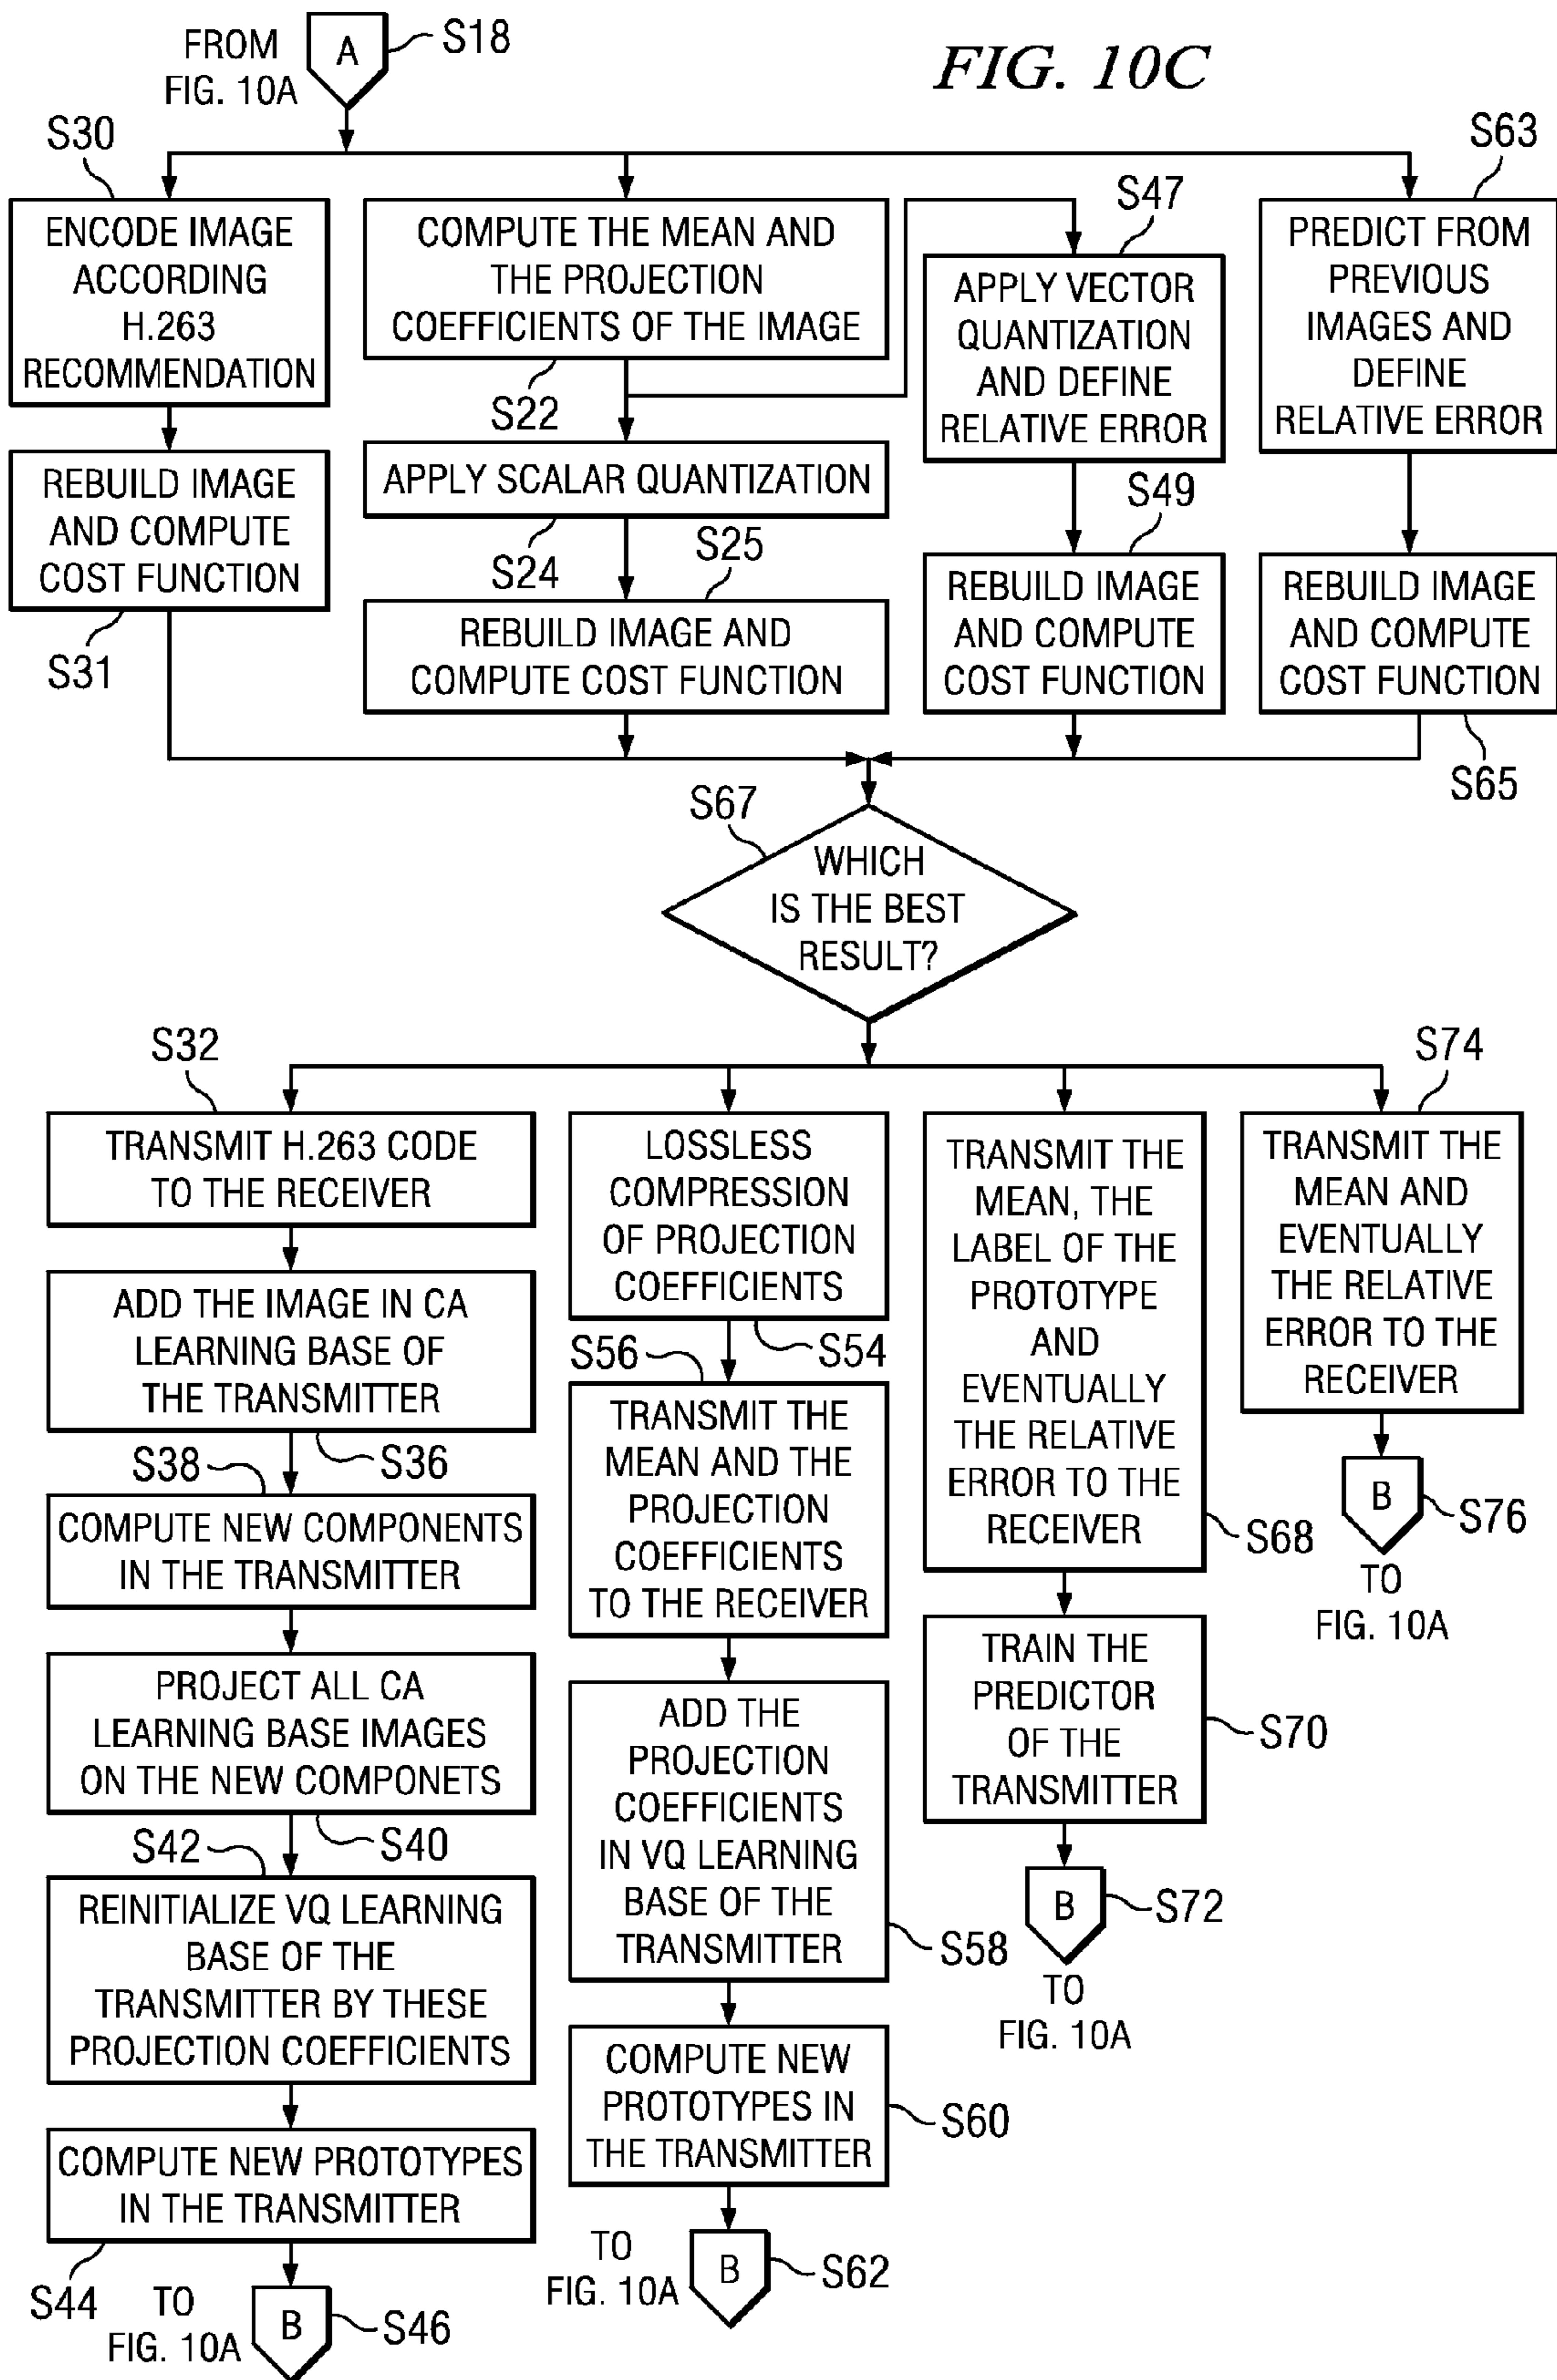 FROM
FIG. 10A
A
S18
FIG. 10C
S30
ENCODE IMAGE
ACCORDING
H.263
RECOMMENDATION
REBUILD IMAGE
AND COMPUTE
COST FUNCTION
S31
COMPUTE THE MEAN AND
THE PROJECTION
COEFFICIENTS OF THE IMAGE
S22
APPLY SCALAR QUANTIZATION
S24
S25
REBUILD IMAGE AND
COMPUTE COST FUNCTION
S47
APPLY VECTOR
QUANTIZATION
AND DEFINE
RELATIVE ERROR
S49
REBUILD IMAGE
AND COMPUTE
COST FUNCTION
S63
PREDICT FROM
PREVIOUS
IMAGES AND
DEFINE
RELATIVE ERROR
REBUILD IMAGE
AND COMPUTE
COST FUNCTION
S65
S67
WHICH
IS THE BEST
RESULT?
S32
TRANSMIT H.263 CODE
TO THE RECEIVER
ADD THE IMAGE IN CA
LEARNING BASE OF
THE TRANSMITTER
S36
S38
COMPUTE NEW COMPONENTS
IN THE TRANSMITTER
PROJECT ALL CA
LEARNING BASE IMAGES
ON THE NEW COMPONETS
S40
S42
REINITIALIZE VQ LEARNING
BASE OF THE
TRANSMITTER BY THESE
PROJECTION COEFFICIENTS
COMPUTE NEW PROTOTYPES
IN THE TRANSMITTER
S44
TO
FIG. 10A
B
S46
LOSSLESS
COMPRESSION
OF PROJECTION
COEFFICIENTS
S54
S56
TRANSMIT THE
MEAN AND THE
PROJECTION
COEFFICIENTS
TO THE RECEIVER
ADD THE
PROJECTION
COEFFICIENTS
IN VQ LEARNING
BASE OF THE
TRANSMITTER
S58
COMPUTE NEW
PROTOTYPES IN
THE TRANSMITTER
S60
TO
FIG. 10A
B
S62
TRANSMIT THE
MEAN, THE
LABEL OF THE
PROTOTYPE
AND
EVENTUALLY
THE RELATIVE
ERROR TO THE
RECEIVER
S68
TRAIN THE
PREDICTOR
OF THE
TRANSMITTER
S70
B
S72
TO
FIG. 10A
S74
TRANSMIT THE
MEAN AND
EVENTUALLY
THE RELATIVE
ERROR TO THE
RECEIVER
B
S76
TO
FIG. 10A